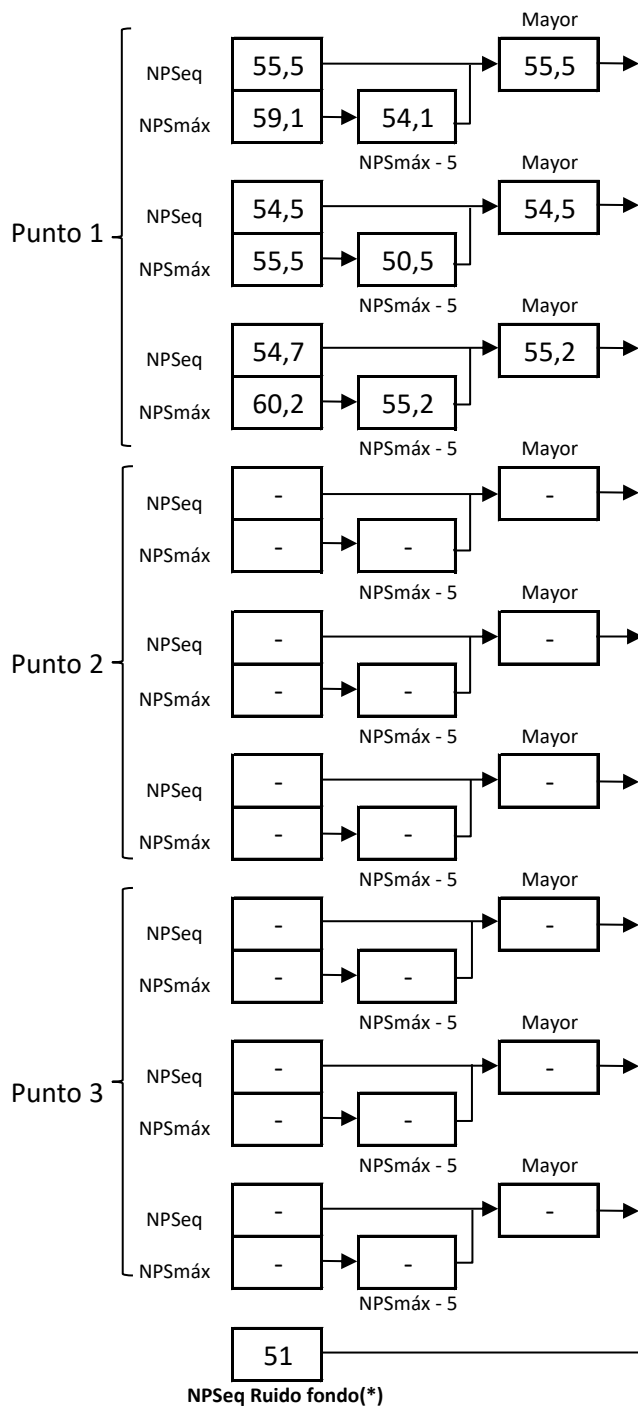 Mayor
NPSeq 55,5 55,5
NPSmáx 59,1 54,1
NPSmáx - 5
Mayor
Punto 1
NPSeq 54,5 54,5
NPSmáx 55,5 50,5
NPSmáx - 5
Mayor
NPSeq 54,7 55,2
NPSmáx 60,2 55,2
NPSmáx - 5
Mayor
NPSeq - -
NPSmáx - -
NPSmáx - 5
Mayor
Punto 2
NPSeq - -
NPSmáx - -
NPSmáx - 5
Mayor
NPSeq - -
NPSmáx - -
NPSmáx - 5
Mayor
NPSeq - -
NPSmáx - -
NPSmáx - 5
Mayor
Punto 3
NPSeq - -
NPSmáx - -
NPSmáx - 5
Mayor
NPSeq - -
NPSmáx - -
NPSmáx - 5
51
NPSeq Ruido fondo(*)